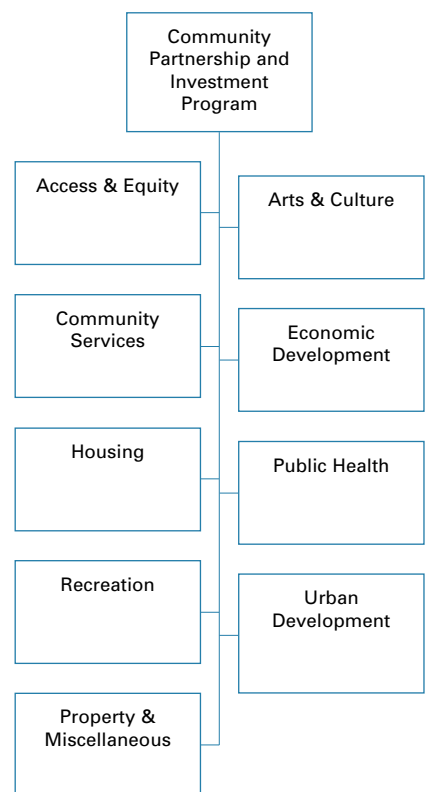 Community
Partnership and
Investment
Program
Access & Equity
Arts & Culture
Community
Services
Economic
Development
Housing
Public Health
Recreation
Urban
Development
Property &
Miscellaneous